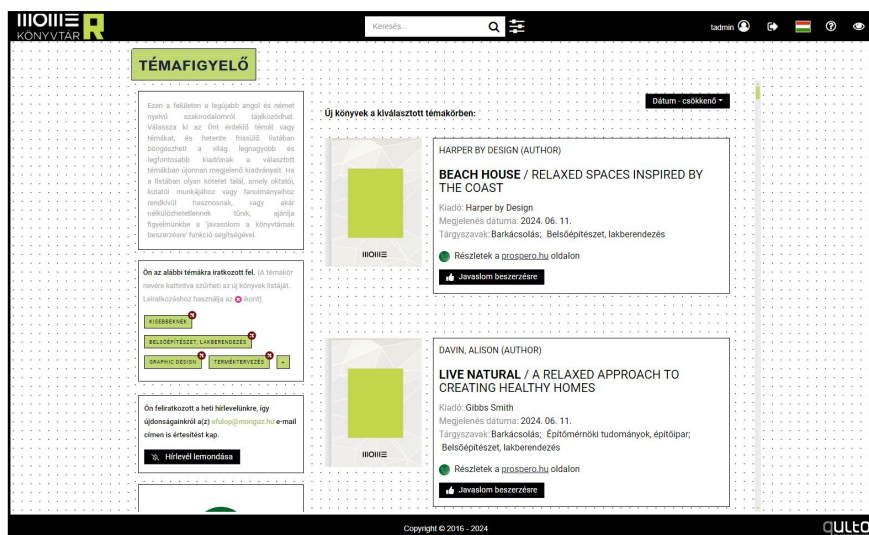 MOME R
KÖNYVTÁR
Keresés...
tadmin
TÉMAFIGYELŐ
Ezen a felületen a legújabb angol és német
nyelvű szakirodalomról tájékozódhat.
Válassza ki az Önt érdeklő témát vagy
témákat, és hetente frissülő listában
böngészheti a világ legnagyobb és
legfontosabb kiadóinak a választott
témákban újonnan megjelenő kiadványait. Ha
a listában olyan kötetet talál, amely oktatói,
kutatói munkájához vagy tanulmányaihoz
rendkívül hasznosnak, vagy akár
nélkülözhetetlennek tűnik, ajánlja
figyelmünkbe a 'javasolom a könyvtárnak
beszerzésre' funkció segítségével.
Ön az alábbi témákra iratkozott fel. (A témakör
nevére kattintva szűrheti az új könyvek listáját.
Leiratkozáshoz használja az ikont)
KISEBBEKNEK
BELSŐÉPÍTÉSZET, LAKBERENDEZÉS
GRAPHIC DESIGN TERMÉKTERVEZÉS +
Ön feliratkozott a heti hírlevelünkre, így
újdonságainkról a(z) efulop@monguz.hu e-mail
címen is értesítést kap.
Hírlevél lemondása
Dátum - csökkenő
Új könyvek a kiválasztott témakörben:
MOME
HARPER BY DESIGN (AUTHOR)
BEACH HOUSE / RELAXED SPACES INSPIRED BY
THE COAST
Kiadó: Harper by Design
Megjelenés dátuma: 2024. 06. 11.
Tárgyszavak: Barkácsolás; Belsőépítészet, lakberendezés
Részletek a prospero.hu oldalon
Javaslom beszerzésre
MOME
DAVIN, ALISON (AUTHOR)
LIVE NATURAL / A RELAXED APPROACH TO
CREATING HEALTHY HOMES
Kiadó: Gibbs Smith
Megjelenés dátuma: 2024. 06. 11.
Tárgyszavak: Barkácsolás; Építőmérnöki tudományok, építőipar;
Belsőépítészet, lakberendezés
Részletek a prospero.hu oldalon
Javaslom beszerzésre
Copyright © 2016 - 2024
qulto